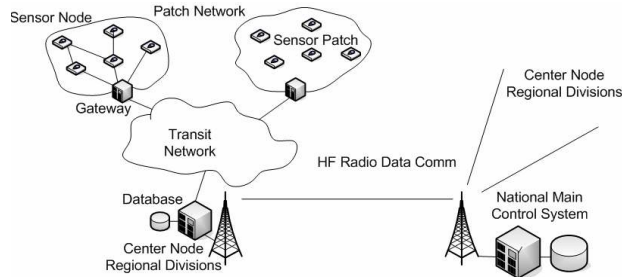 Sensor Node
Patch Network
Sensor Patch
Gateway
Transit
Network
Center Node
Regional Divisions
HF Radio Data Comm
Database
National Main
Control System
Center Node
Regional Divisions